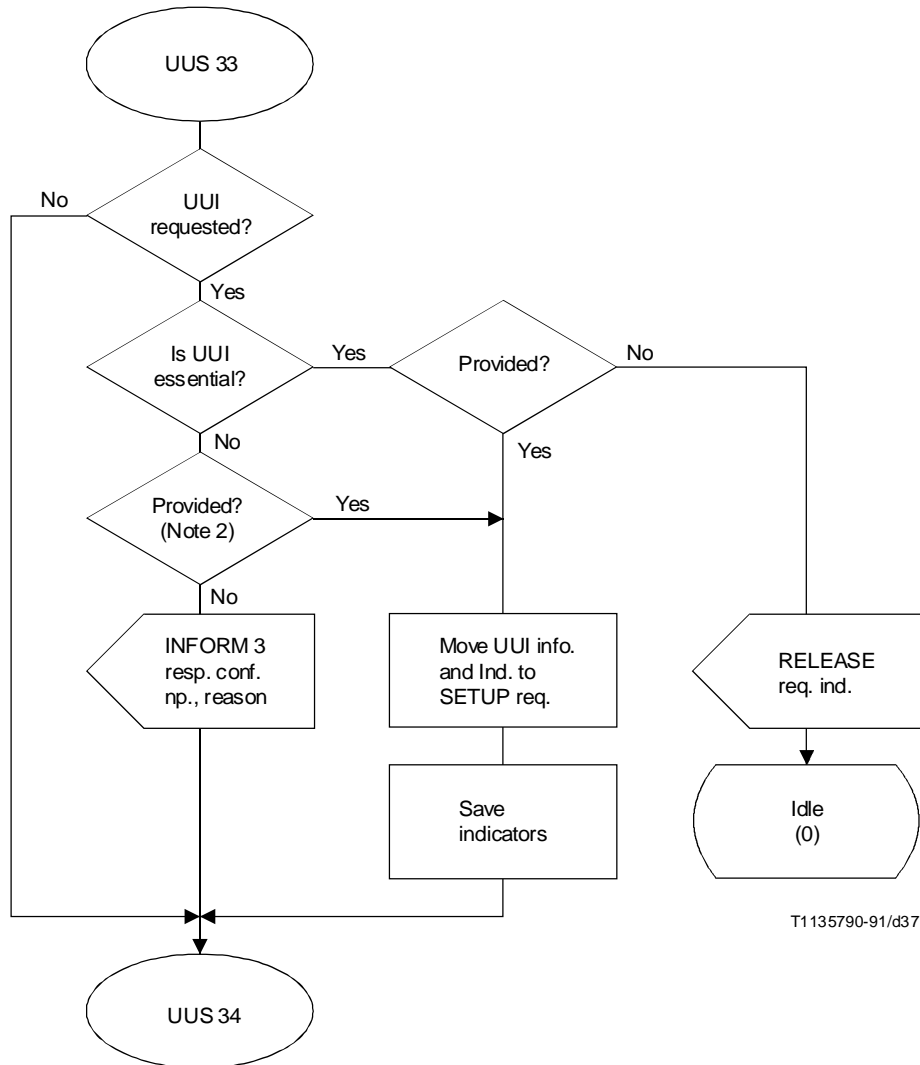 UUS 33
No
UUI
requested?
Yes
Is UUI
essential?
Yes
Provided?
No
No
Yes
Provided?
(Note 2)
Yes
No
INFORM 3
resp. conf.
np., reason
Move UUI info.
and Ind. to
SETUP req.
RELEASE
req. ind.
Save
indicators
Idle
(0)
T1135790-91/d37
UUS 34